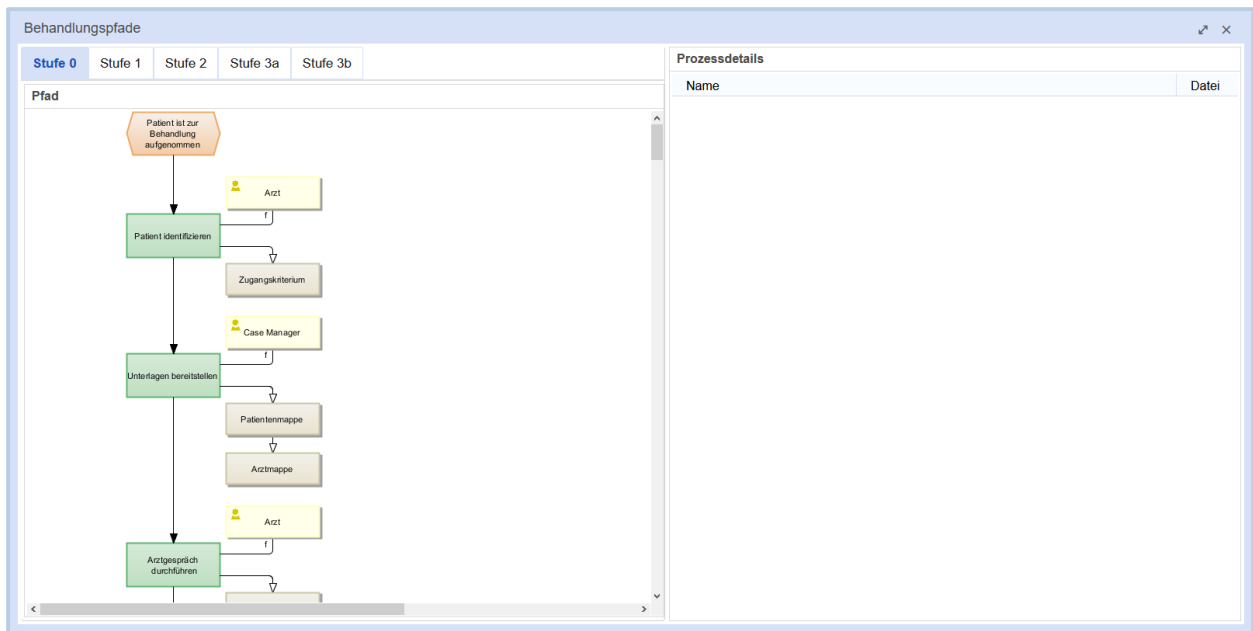 Behandlungspfade
Stufe 0 Stufe 1 Stufe 2 Stufe 3a Stufe 3b
Pfad
Patient ist zur
Behandlung
aufgenommen
Arzt
f
Patient identifizieren
Zugangskriterium
Case Manager
f
Unterlagen bereitstellen
Patientenmappe
Arztmappe
Arzt
f
Arztgespräch
durchführen
Prozessdetails
Name Datei